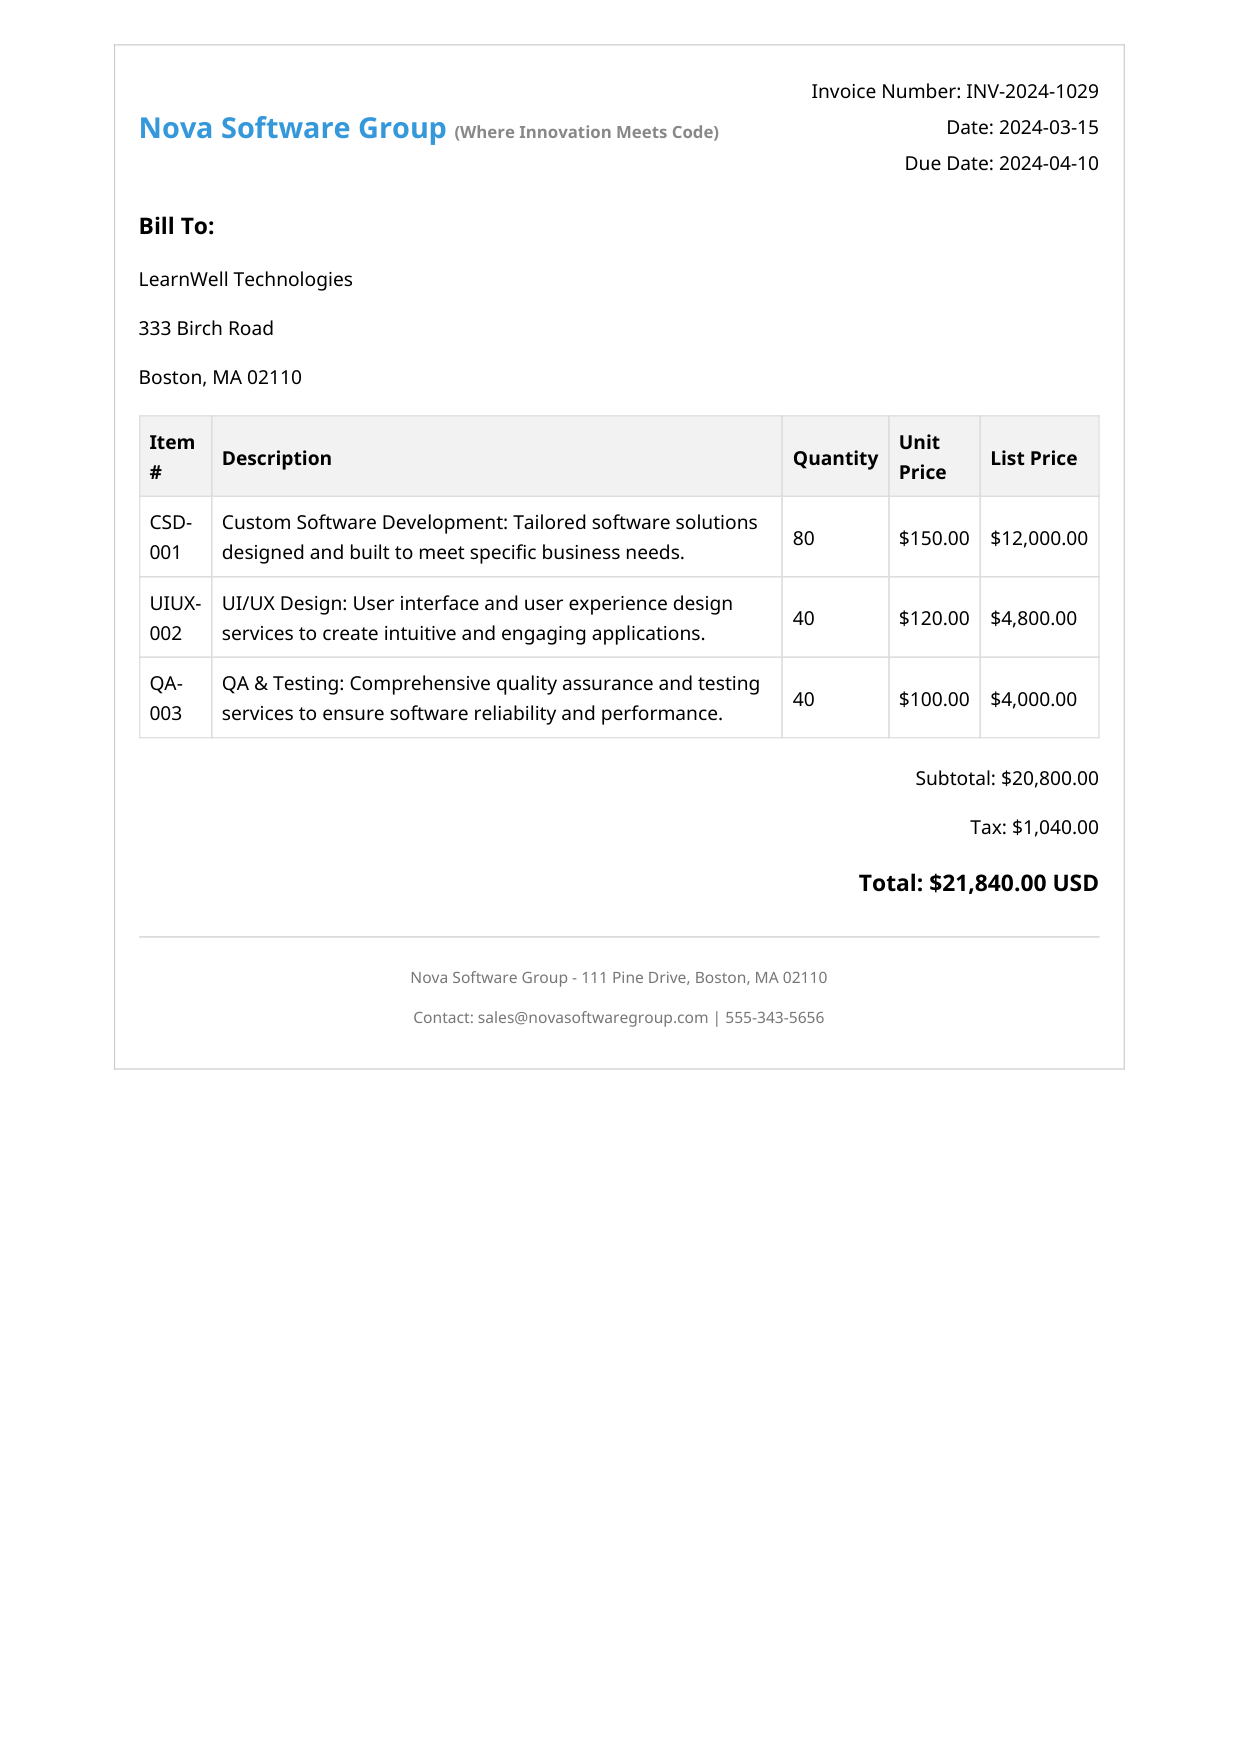 Invoice Number: INV-2024-1029
Nova Software Group (Where Innovation Meets Code)
Date: 2024-03-15
Due Date: 2024-04-10
Bill To:
LearnWell Technologies
333 Birch Road
Boston, MA 02110
Item # Description Quantity Unit Price List Price
CSD-001 Custom Software Development: Tailored software solutions
designed and built to meet specific business needs. 80 $150.00 $12,000.00
UIUX-002 UI/UX Design: User interface and user experience design
services to create intuitive and engaging applications. 40 $120.00 $4,800.00
QA-003 QA & Testing: Comprehensive quality assurance and testing
services to ensure software reliability and performance. 40 $100.00 $4,000.00
Subtotal: $20,800.00
Tax: $1,040.00
Total: $21,840.00 USD
Nova Software Group - 111 Pine Drive, Boston, MA 02110
Contact: sales@novasoftwaregroup.com | 555-343-5656